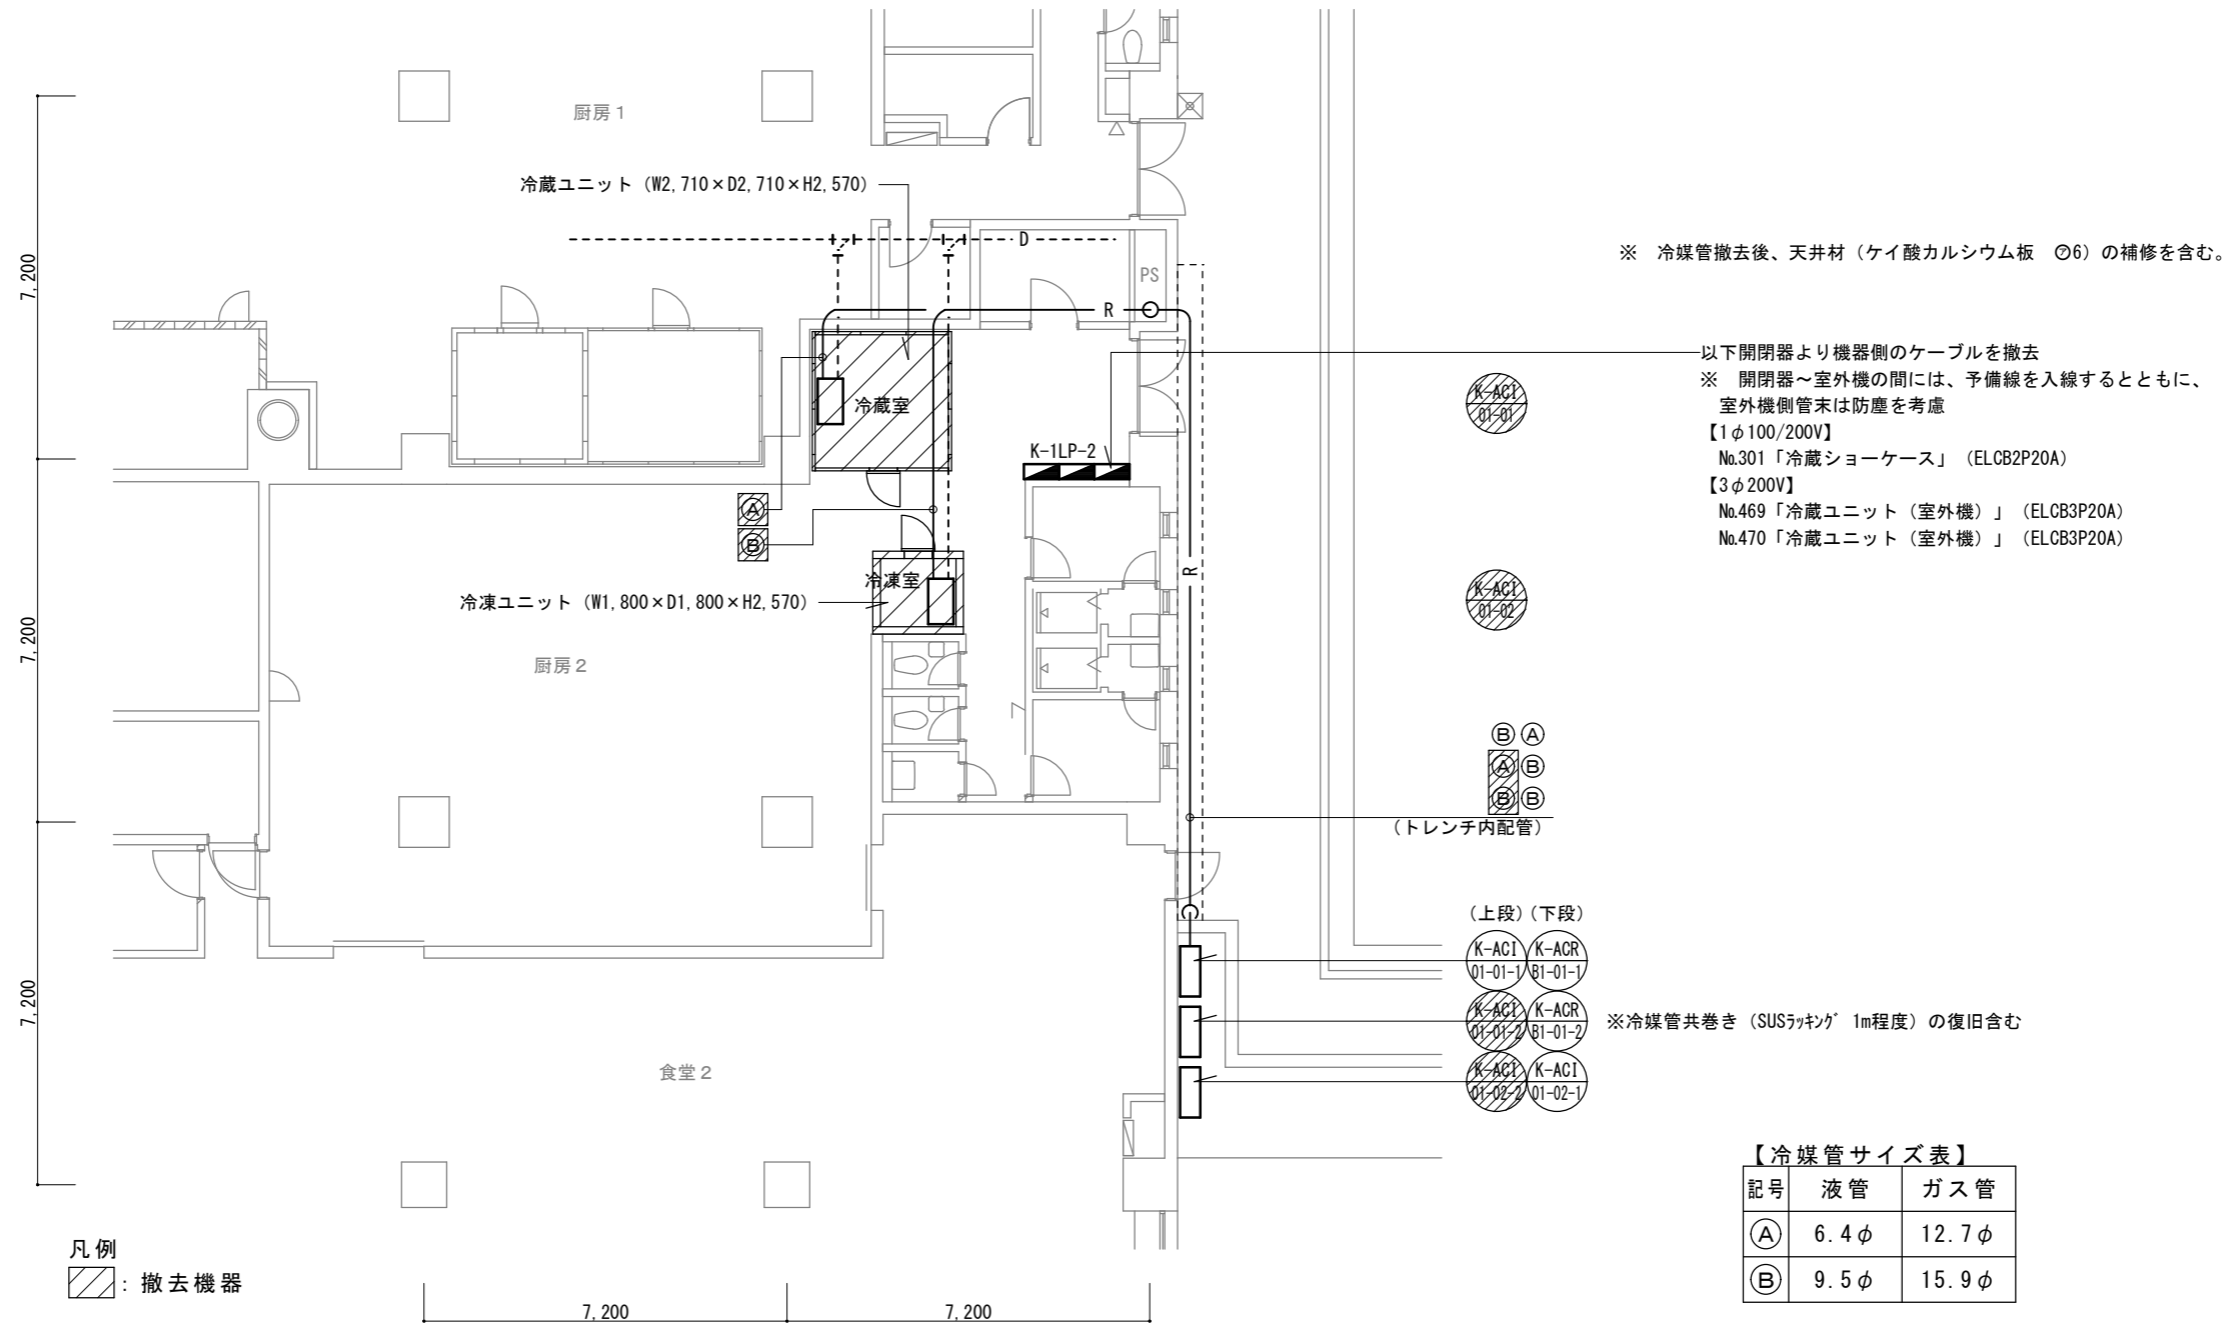 厨房1
7,200
冷蔵ユニット（W2,710×D2,710×H2,570）
D
PS
R
※　冷媒管撤去後、天井材（ケイ酸カルシウム板　㋐6）の補修を含む。
以下開閉器より機器側のケーブルを撤去
※　開閉器～室外機の間には、予備線を入線するとともに、
室外機側管末は防塵を考慮
【1φ100/200V】
№301「冷蔵ショーケース」（ELCB2P20A）
【3φ200V】
№469「冷蔵ユニット（室外機）」（ELCB3P20A）
№470「冷蔵ユニット（室外機）」（ELCB3P20A）
K-ACI
01-01
冷蔵室
K-1LP-2
A
B
R
冷凍室
冷凍ユニット（W1,800×D1,800×H2,570）
K-ACI
01-02
7,200
厨房2
B A
A B
B B
（トレンチ内配管）
（上段）（下段）
K-ACI K-ACR
01-01-1 B1-01-1
K-ACI K-ACR
01-01-2 B1-01-2
※冷媒管共巻き（SUSﾗｯｷﾝｸﾞ 1m程度）の復旧含む
K-ACI K-ACI
01-02-2 01-02-1
7,200
食堂2
【冷媒管サイズ表】
記号 液管 ガス管
A 6.4φ 12.7φ
B 9.5φ 15.9φ
凡例
：撤去機器
7,200 7,200